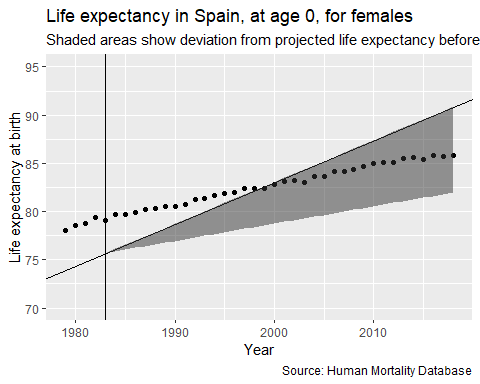 Life expectancy in Spain, at age 0, for females
Shaded areas show deviation from projected life expectancy before
95
90
85
80
75
70
Life expectancy at birth
1980 1990 2000 2010
Year
Source: Human Mortality Database